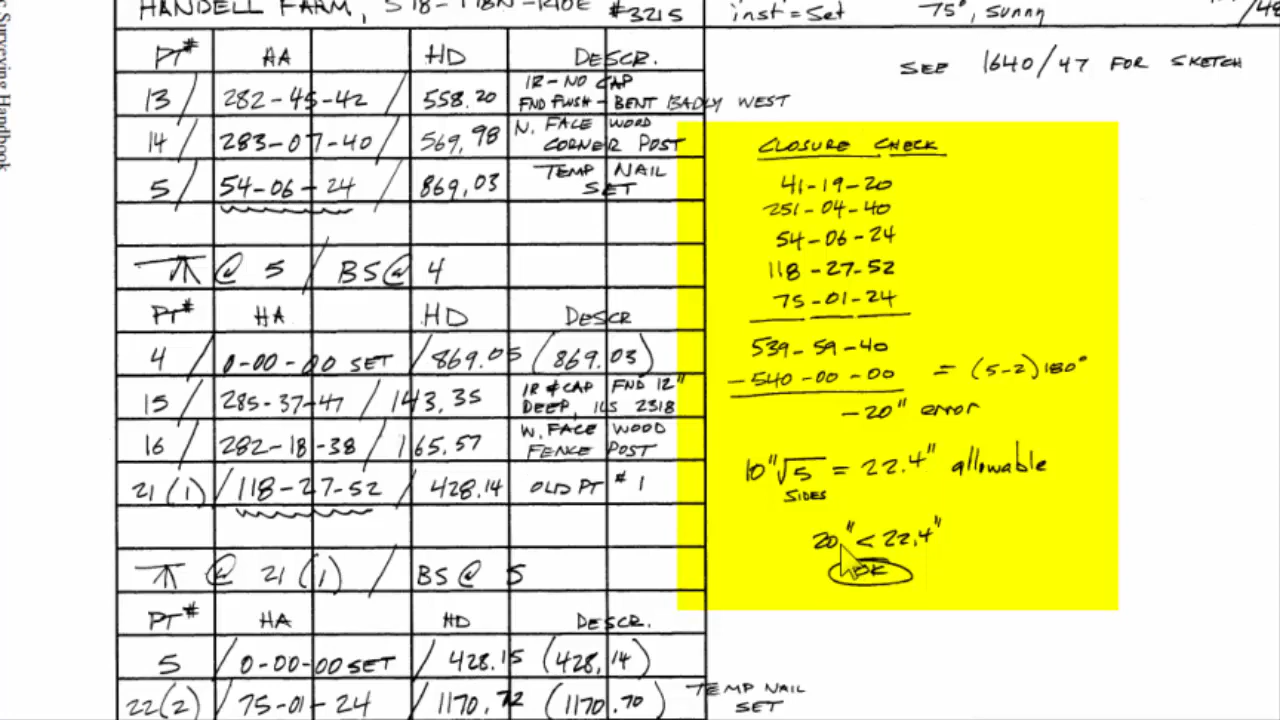 c Surveying Handbook
HANDELL FARM, S18-T18N-R10E #3215
"inst"=Set 75°, Sunny /48
SEE 1640/47 FOR SKETCH
PT# HA HD DESCR.
13 / 282-45-42 / 558.20 IR-NO CAP
FND FLUSH - BENT BADLY WEST
14 / 283-07-40 / 569.98 N. FACE WOOD
CORNER POST
5 / 54-06-24 / 869.03 TEMP NAIL
SET
⊼ @ 5 / BS@ 4
PT# HA HD DESCR
4 / 0-00-00 SET / 869.05 (869.03)
15 / 285-37-47 / 143.35 IR & CAP FND 12"
DEEP, ILS 2318
16 / 282-18-38 / 165.57 W. FACE WOOD
FENCE POST
21(1) / 118-27-52 / 428.14 OLD PT #1
⊼ @ 21(1) / BS@ 5
PT# HA HD DESCR.
5 / 0-00-00 SET / 428.15 (428.14)
22(2) / 75-01-24 / 1170.72 (1170.70) TEMP NAIL
SET
CLOSURE CHECK
41-19-20
251-04-40
54-06-24
118-27-52
75-01-24
539-59-40
-540-00-00 = (5-2)180°
-20" error
10"√5 = 22.4" allowable
SIDES
20" < 22.4"
OK